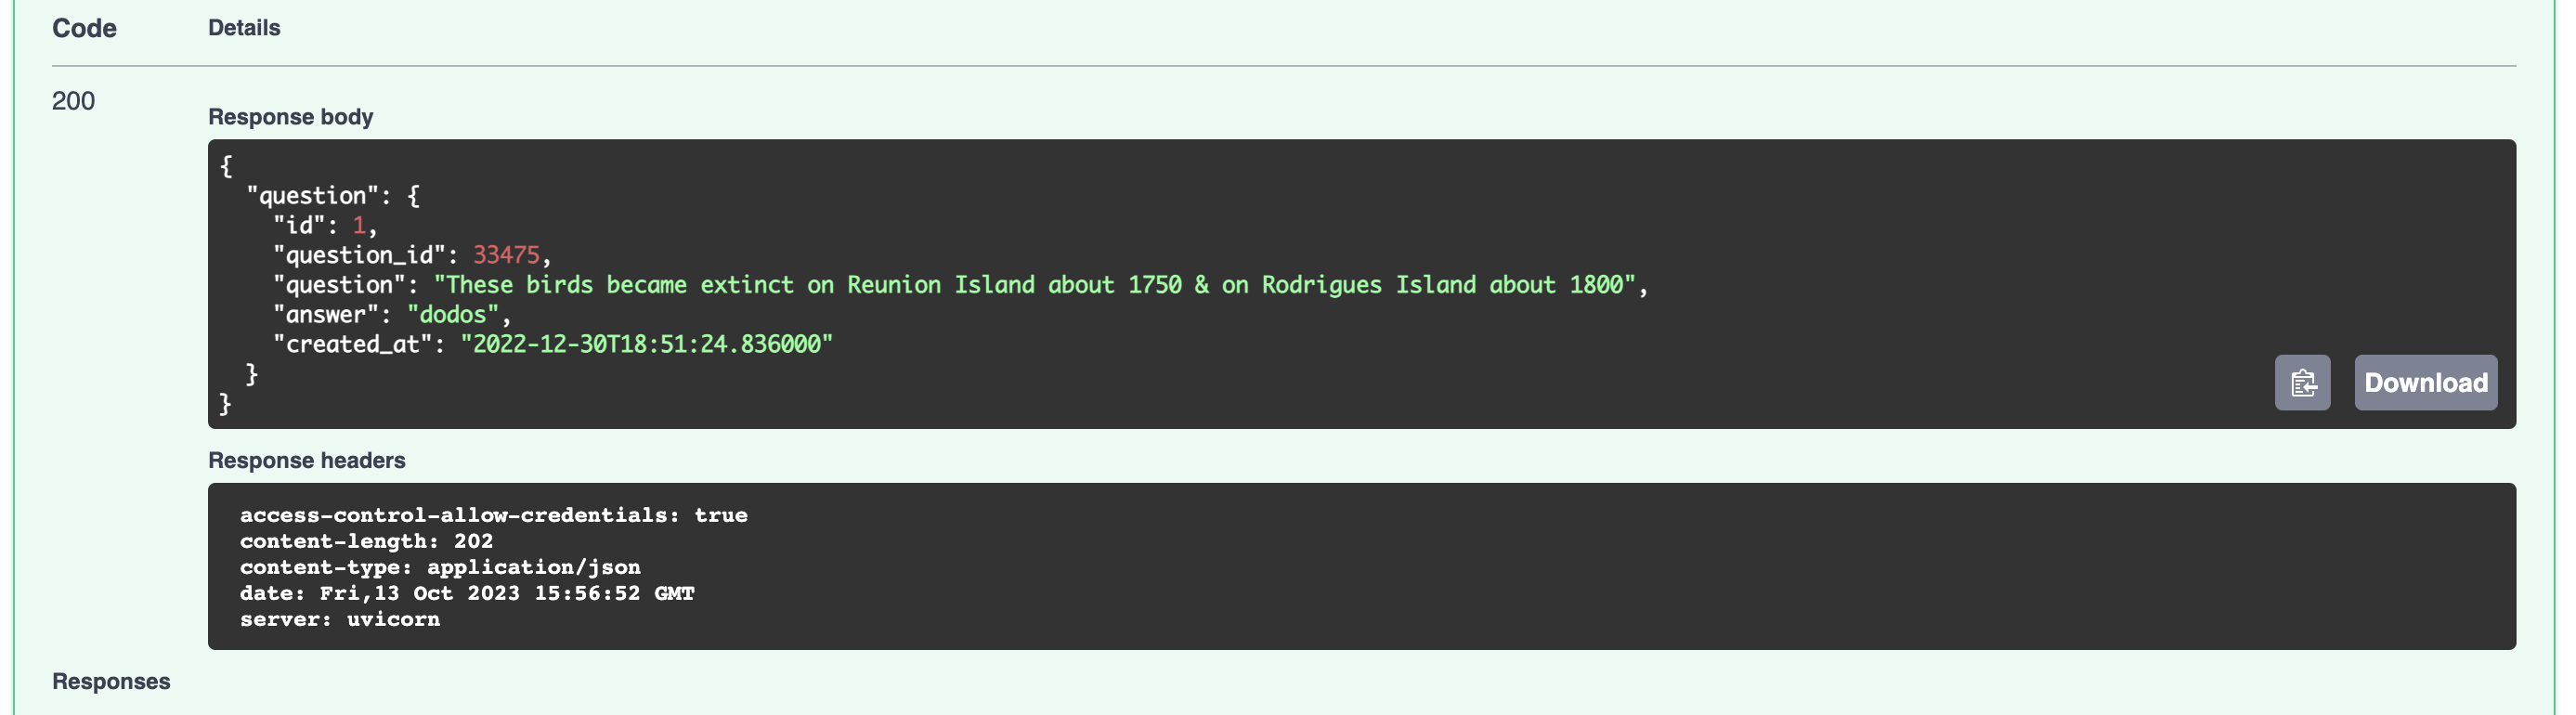 Code Details
200
Response body
{
  "question": {
    "id": 1,
    "question_id": 33475,
    "question": "These birds became extinct on Reunion Island about 1750 & on Rodrigues Island about 1800",
    "answer": "dodos",
    "created_at": "2022-12-30T18:51:24.836000"
  }
}
Download
Response headers
access-control-allow-credentials: true
content-length: 202
content-type: application/json
date: Fri,13 Oct 2023 15:56:52 GMT
server: uvicorn
Responses